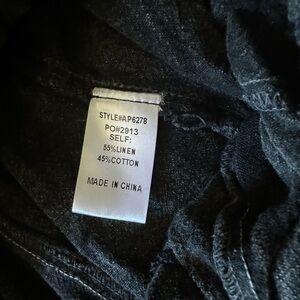 STYLE#AP6278
PO#2913
SELF:
55%LINEN
45%COTTON
MADE IN CHINA